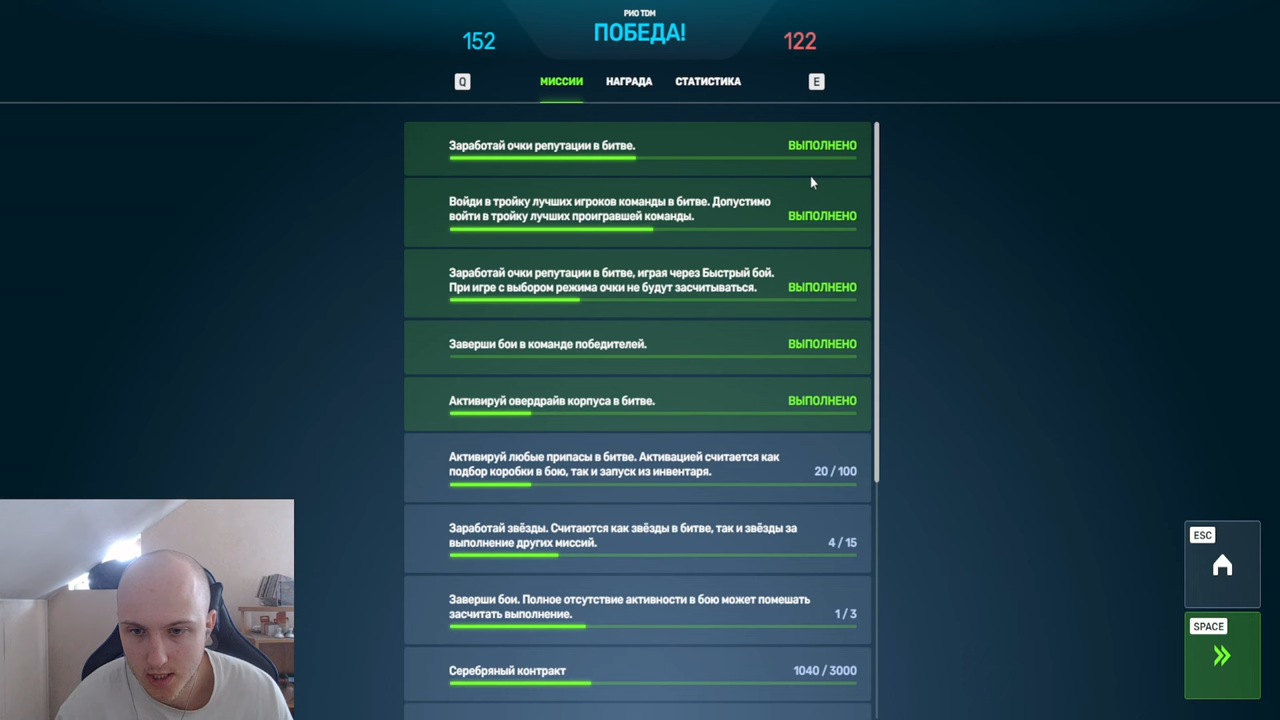 РИО TDM
ПОБЕДА!
152
122
Q
МИССИИ
НАГРАДА
СТАТИСТИКА
E
Заработай очки репутации в битве.
ВЫПОЛНЕНО
Войди в тройку лучших игроков команды в битве. Допустимо
войти в тройку лучших проигравшей команды.
ВЫПОЛНЕНО
Заработай очки репутации в битве, играя через Быстрый бой.
При игре с выбором режима очки не будут засчитываться.
ВЫПОЛНЕНО
Заверши бои в команде победителей.
ВЫПОЛНЕНО
Активируй овердрайв корпуса в битве.
ВЫПОЛНЕНО
Активируй любые припасы в битве. Активацией считается как
подбор коробки в бою, так и запуск из инвентаря.
20 / 100
Заработай звёзды. Считаются как звёзды в битве, так и звёзды за
выполнение других миссий.
4 / 15
Заверши бои. Полное отсутствие активности в бою может помешать
засчитать выполнение.
1 / 3
Серебряный контракт
1040 / 3000
ESC
SPACE